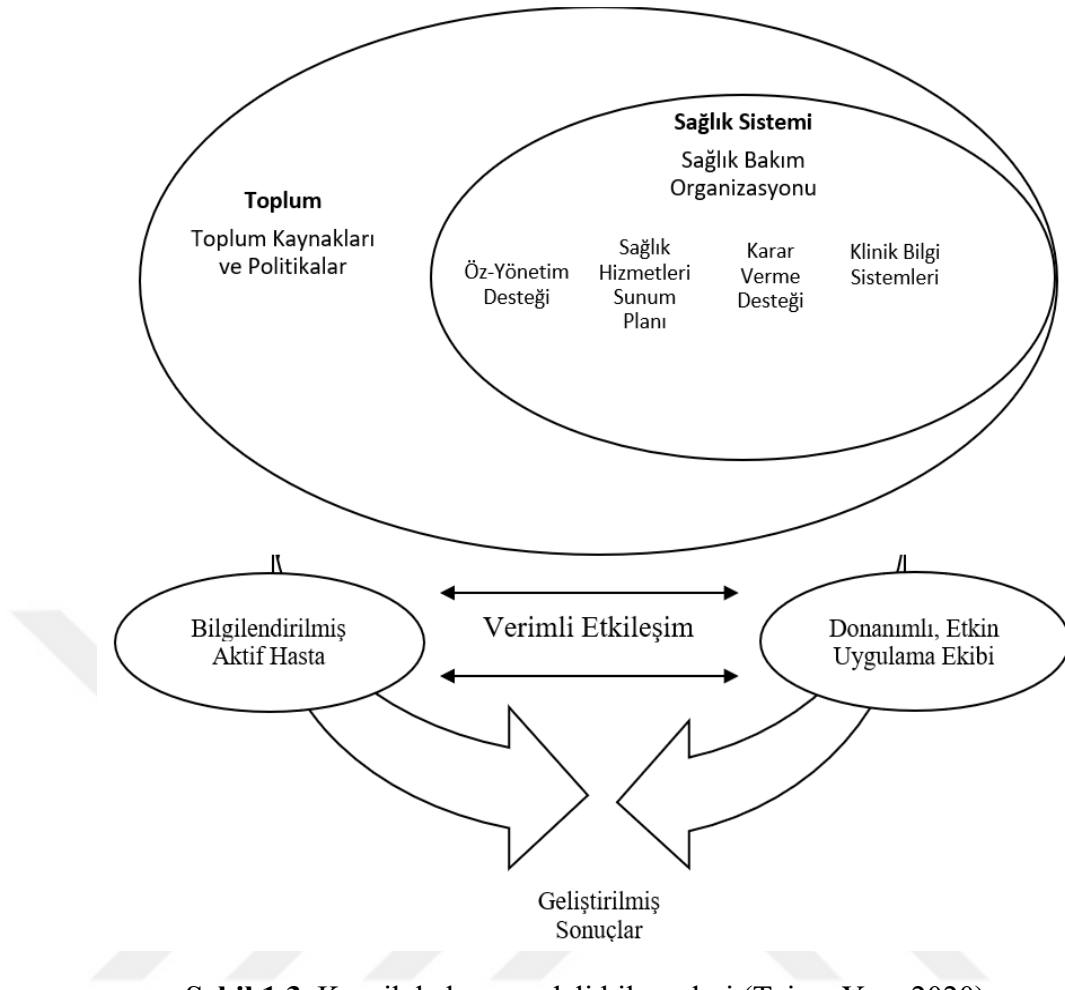 Sağlık Sistemi
Sağlık Bakım
Organizasyonu
Toplum
Toplum Kaynakları
ve Politikalar
Öz-Yönetim
Desteği
Sağlık
Hizmetleri
Sunum
Planı
Karar
Verme
Desteği
Klinik Bilgi
Sistemleri
Bilgilendirilmiş
Aktif Hasta
Verimli Etkileşim
Donanımlı, Etkin
Uygulama Ekibi
Geliştirilmiş
Sonuçlar